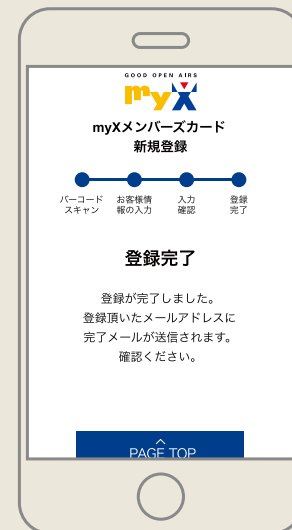 GOOD OPEN AIRS
myX
myXメンバーズカード
新規登録
バーコード
スキャン
お客様情
報の入力
入力
確認
登録
完了
登録完了
登録が完了しました。
登録頂いたメールアドレスに
完了メールが送信されます。
確認ください。
PAGE TOP